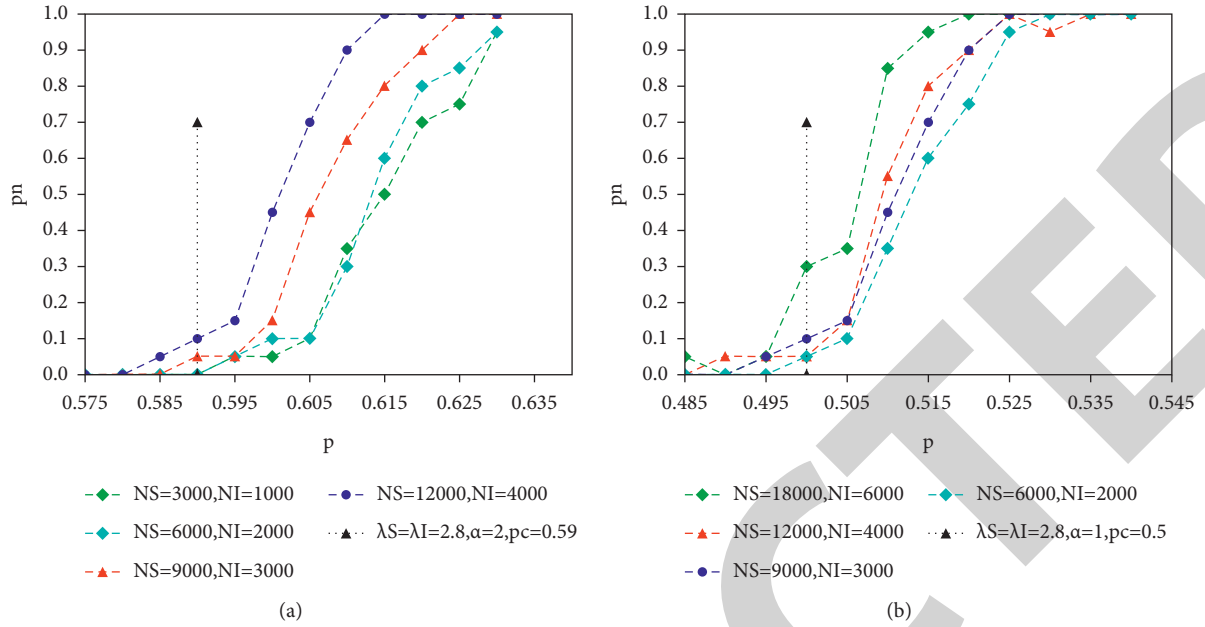 1.0
0.9
0.8
0.7
0.6
0.5
0.4
0.3
0.2
0.1
0.0
pn
0.575 0.585 0.595 0.605 0.615 0.625 0.635
p
NS=3000,NI=1000
NS=6000,NI=2000
NS=9000,NI=3000
NS=12000,NI=4000
λS=λI=2.8,α=2,pc=0.59
(a)
1.0
0.9
0.8
0.7
0.6
0.5
0.4
0.3
0.2
0.1
0.0
pn
0.485 0.495 0.505 0.515 0.525 0.535 0.545
p
NS=18000,NI=6000
NS=12000,NI=4000
NS=9000,NI=3000
NS=6000,NI=2000
λS=λI=2.8,α=1,pc=0.5
(b)
CTED